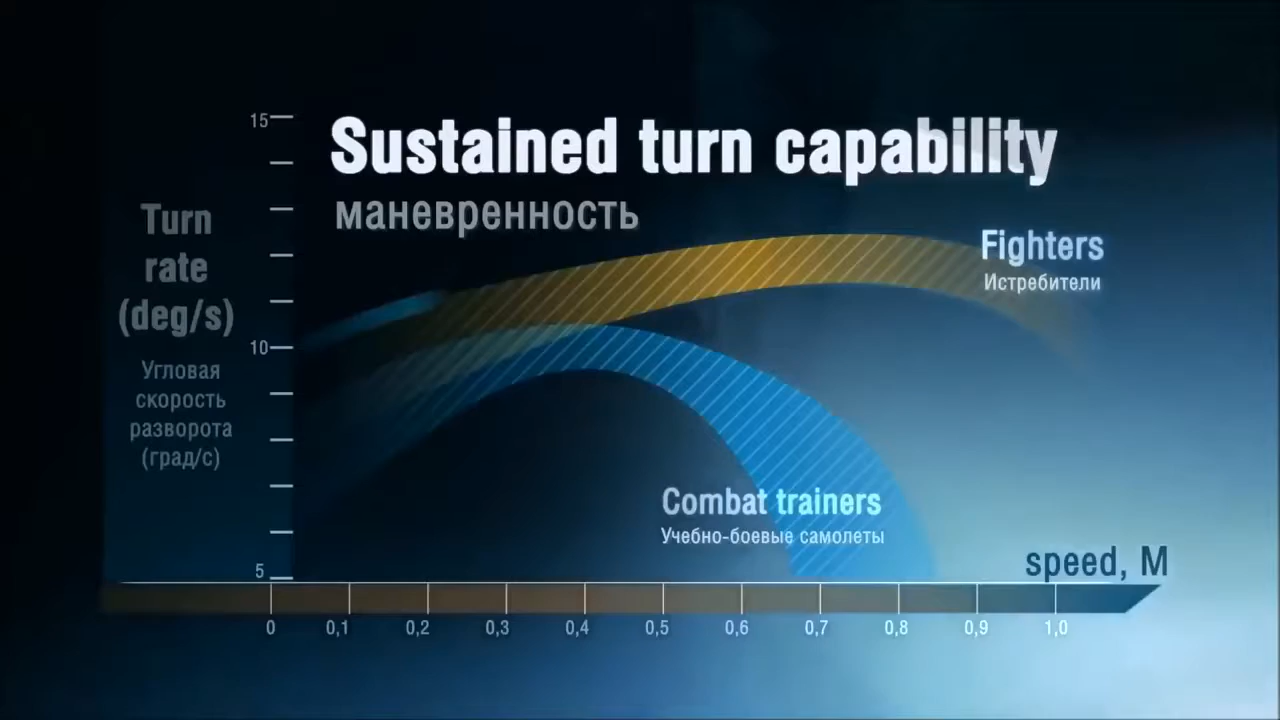 Sustained turn capability
маневренность
Turn
rate
(deg/s)
Угловая
скорость
разворота
(град/с)
15
10
5
Fighters
Истребители
Combat trainers
Учебно-боевые самолеты
speed, M
0 0,1 0,2 0,3 0,4 0,5 0,6 0,7 0,8 0,9 1,0